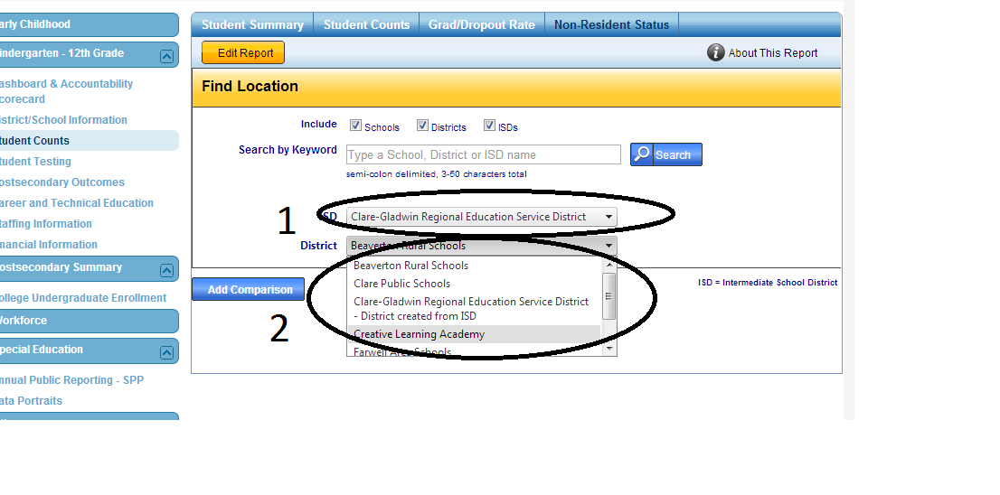 arly Childhood
indergarten - 12th Grade
ashboard & Accountability
corecard
istrict/School Information
tudent Counts
tudent Testing
ostsecondary Outcomes
areer and Technical Education
taffing Information
inancial Information
ostsecondary Summary
ollege Undergraduate Enrollment
Workforce
pecial Education
nnual Public Reporting - SPP
ata Portraits
Student Summary Student Counts Grad/Dropout Rate Non-Resident Status
Edit Report
i About This Report
Find Location
Include Schools Districts ISDs
Search by Keyword Type a School, District or ISD name Search
semi-colon delimited, 3-50 characters total
1 ISD Clare-Gladwin Regional Education Service District
District Beaverton Rural Schools
Beaverton Rural Schools
Clare Public Schools
Clare-Gladwin Regional Education Service District
- District created from ISD
Creative Learning Academy
Farwell Area Schools
Add Comparison
2
ISD = Intermediate School District